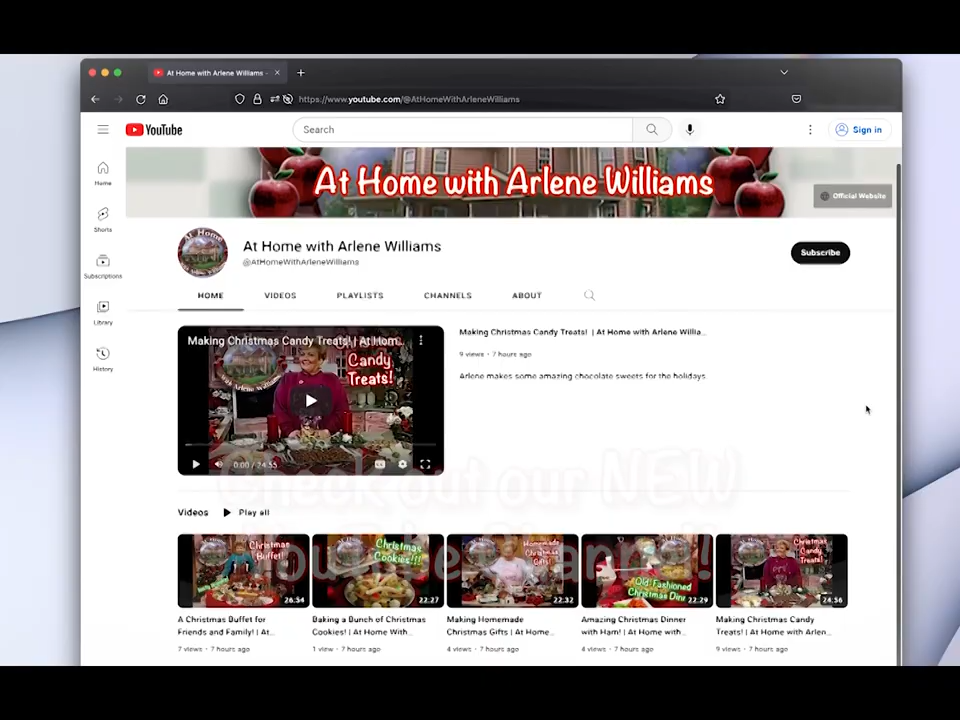 At Home with Arlene Williams -
https://www.youtube.com/@AtHomeWithArleneWilliams
YouTube
Search
Sign in
Home
Shorts
Subscriptions
Library
History
At Home with Arlene Williams
Official Website
At Home with Arlene Williams
@AtHomeWithArleneWilliams
Subscribe
HOME VIDEOS PLAYLISTS CHANNELS ABOUT
Making Christmas Candy Treats! | At Hom...
Candy
Treats!
0:00 / 24:55
Making Christmas Candy Treats! | At Home with Arlene Willia...
9 views · 7 hours ago
Arlene makes some amazing chocolate sweets for the holidays
Check out our NEW
YouTube Channel!
Videos Play all
Christmas
Buffet!
26:54
A Christmas Buffet for
Friends and Family! | At...
7 views · 7 hours ago
Christmas
Cookies!!!
22:27
Baking a Bunch of Christmas
Cookies! | At Home With...
1 view · 7 hours ago
Homemade
Christmas
Gifts!
22:32
Making Homemade
Christmas Gifts | At Home...
4 views · 7 hours ago
Old-Fashioned
Christmas Din
22:29
Amazing Christmas Dinner
with Ham! | At Home with...
4 views · 7 hours ago
Christmas
Candy
Treats!
24:56
Making Christmas Candy
Treats! | At Home with Arlen...
9 views · 7 hours ago